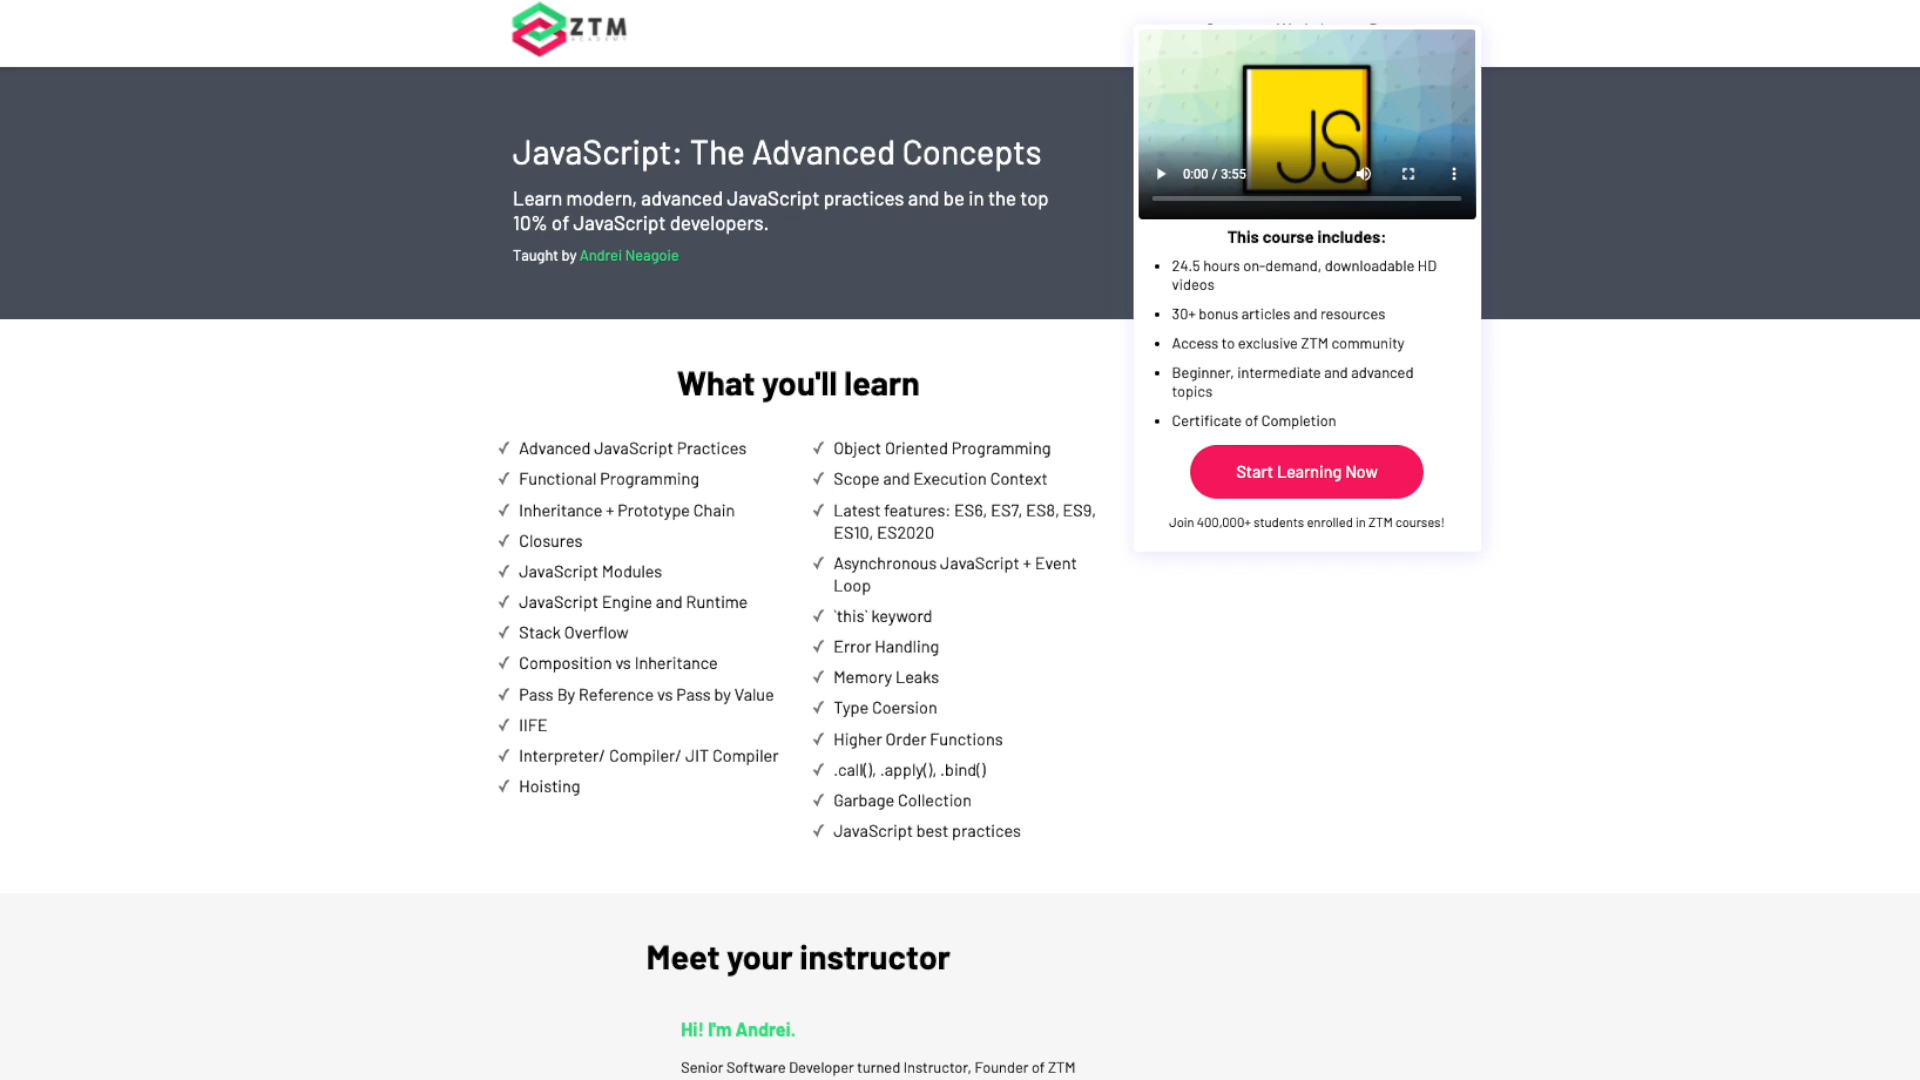 ZTM
ACADEMY
JavaScript: The Advanced Concepts
Learn modern, advanced JavaScript practices and be in the top
10% of JavaScript developers.
Taught by Andrei Neagoie
JS
0:00 / 3:55
This course includes:
24.5 hours on-demand, downloadable HD
videos
30+ bonus articles and resources
Access to exclusive ZTM community
Beginner, intermediate and advanced
topics
Certificate of Completion
Start Learning Now
Join 400,000+ students enrolled in ZTM courses!
What you'll learn
✓ Advanced JavaScript Practices
✓ Functional Programming
✓ Inheritance + Prototype Chain
✓ Closures
✓ JavaScript Modules
✓ JavaScript Engine and Runtime
✓ Stack Overflow
✓ Composition vs Inheritance
✓ Pass By Reference vs Pass by Value
✓ IIFE
✓ Interpreter/ Compiler/ JIT Compiler
✓ Hoisting
✓ Object Oriented Programming
✓ Scope and Execution Context
✓ Latest features: ES6, ES7, ES8, ES9,
ES10, ES2020
✓ Asynchronous JavaScript + Event
Loop
✓ `this` keyword
✓ Error Handling
✓ Memory Leaks
✓ Type Coersion
✓ Higher Order Functions
✓ .call(), .apply(), .bind()
✓ Garbage Collection
✓ JavaScript best practices
Meet your instructor
Hi! I'm Andrei.
Senior Software Developer turned Instructor, Founder of ZTM